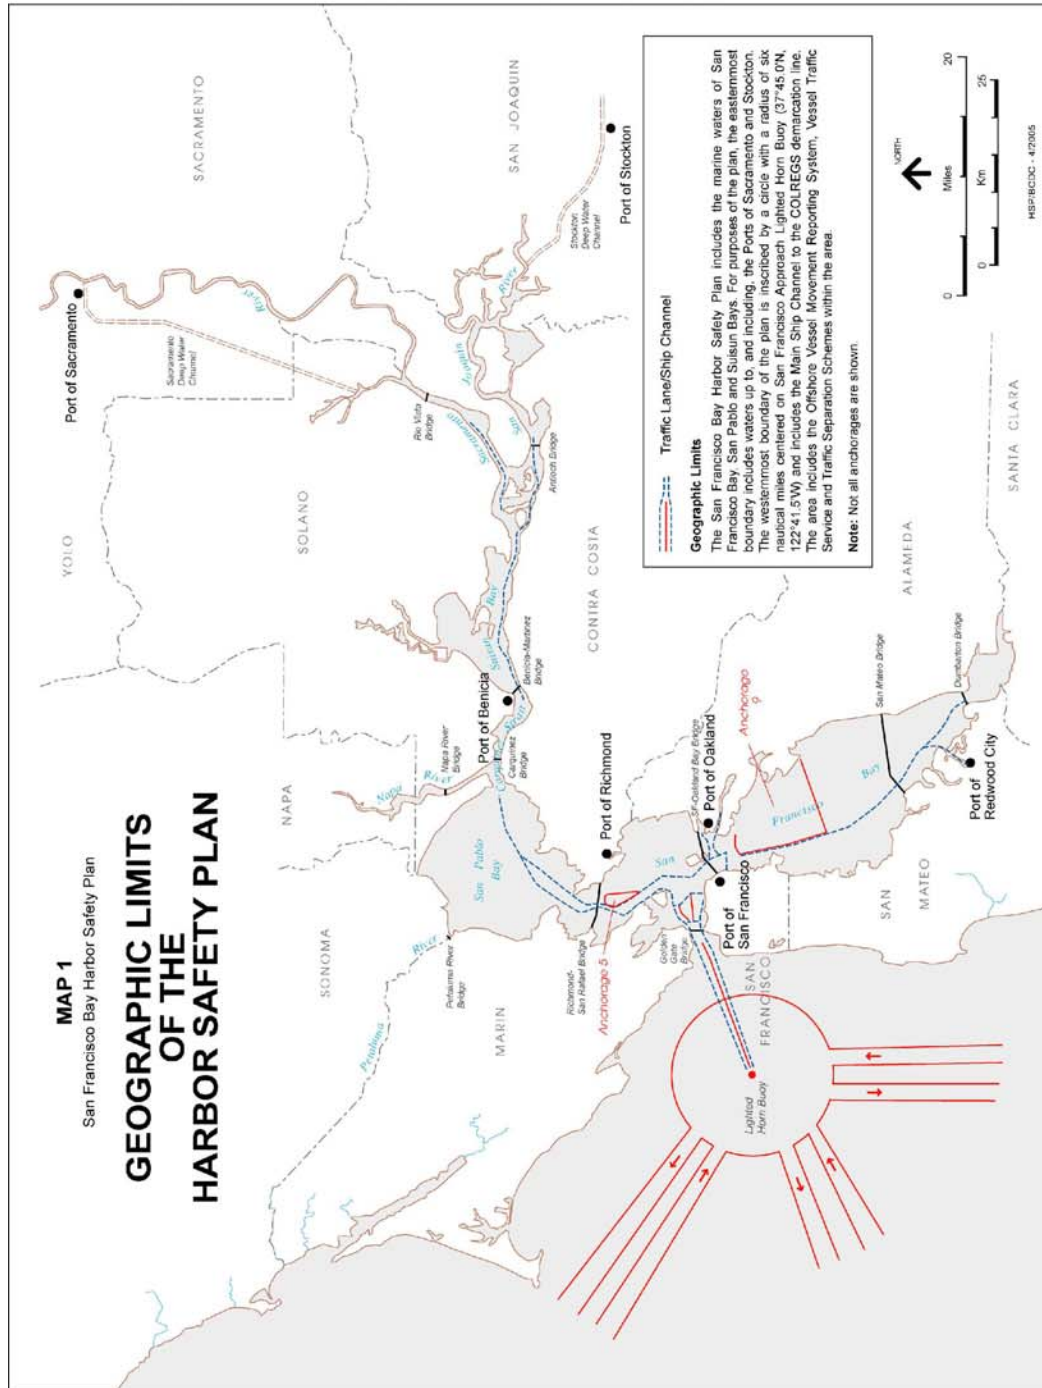 MAP 1
San Francisco Bay Harbor Safety Plan
GEOGRAPHIC LIMITS
OF THE
HARBOR SAFETY PLAN
YOLO
SACRAMENTO
SOLANO
NAPA
SONOMA
MARIN
SAN JOAQUIN
CONTRA COSTA
ALAMEDA
SANTA CLARA
SAN
MATEO
SAN
FRANCISCO
Port of Sacramento
Sacramento
Deep Water
Channel
River
Rio Vista
Bridge
Sacramento
San
Joaquin
River
Antioch Bridge
Stockton
Deep Water
Channel
Port of Stockton
Suisun Bay
Benicia-Martinez
Bridge
Port of Benicia
Carquinez
Bridge
Napa River
Bridge
Napa
River
San Pablo
Bay
Petaluma
River
Petaluma River
Bridge
Richmond-
San Rafael Bridge
Port of Richmond
Anchorage 5
Golden
Gate
Bridge
San
Francisco
Bay
SF-Oakland Bay Bridge
Port of Oakland
Port of
San Francisco
Anchorage
9
San Mateo Bridge
Dumbarton Bridge
Port of
Redwood City
Lighted
Horn Buoy
Traffic Lane/Ship Channel
Geographic Limits
The San Francisco Bay Harbor Safety Plan includes the marine waters of San
Francisco Bay, San Pablo and Suisun Bays. For purposes of the plan, the easternmost
boundary includes waters up to, and including, the Ports of Sacramento and Stockton.
The westernmost boundary of the plan is inscribed by a circle with a radius of six
nautical miles centered on San Francisco Approach Lighted Horn Buoy (37°45.0'N,
122°41.5'W) and includes the Main Ship Channel to the COLREGS demarcation line.
The area includes the Offshore Vessel Movement Reporting System, Vessel Traffic
Service and Traffic Separation Schemes within the area.
Note: Not all anchorages are shown.
NORTH
Miles
0 20
Km
0 25
HSP/BCDC - 4/2005